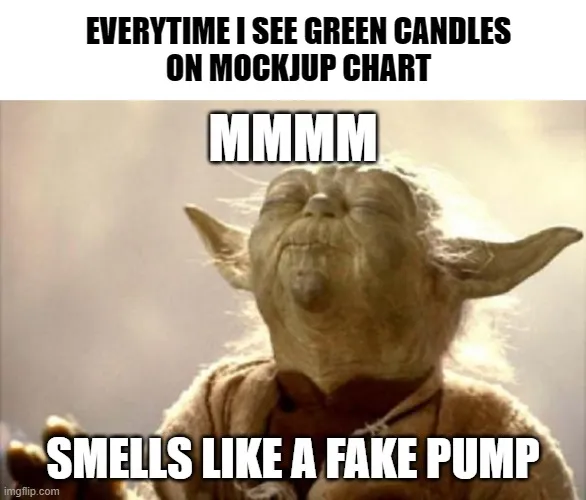 EVERYTIME I SEE GREEN CANDLES
ON MOCKJUP CHART
MMMM
SMELLS LIKE A FAKE PUMP
imgflip.com